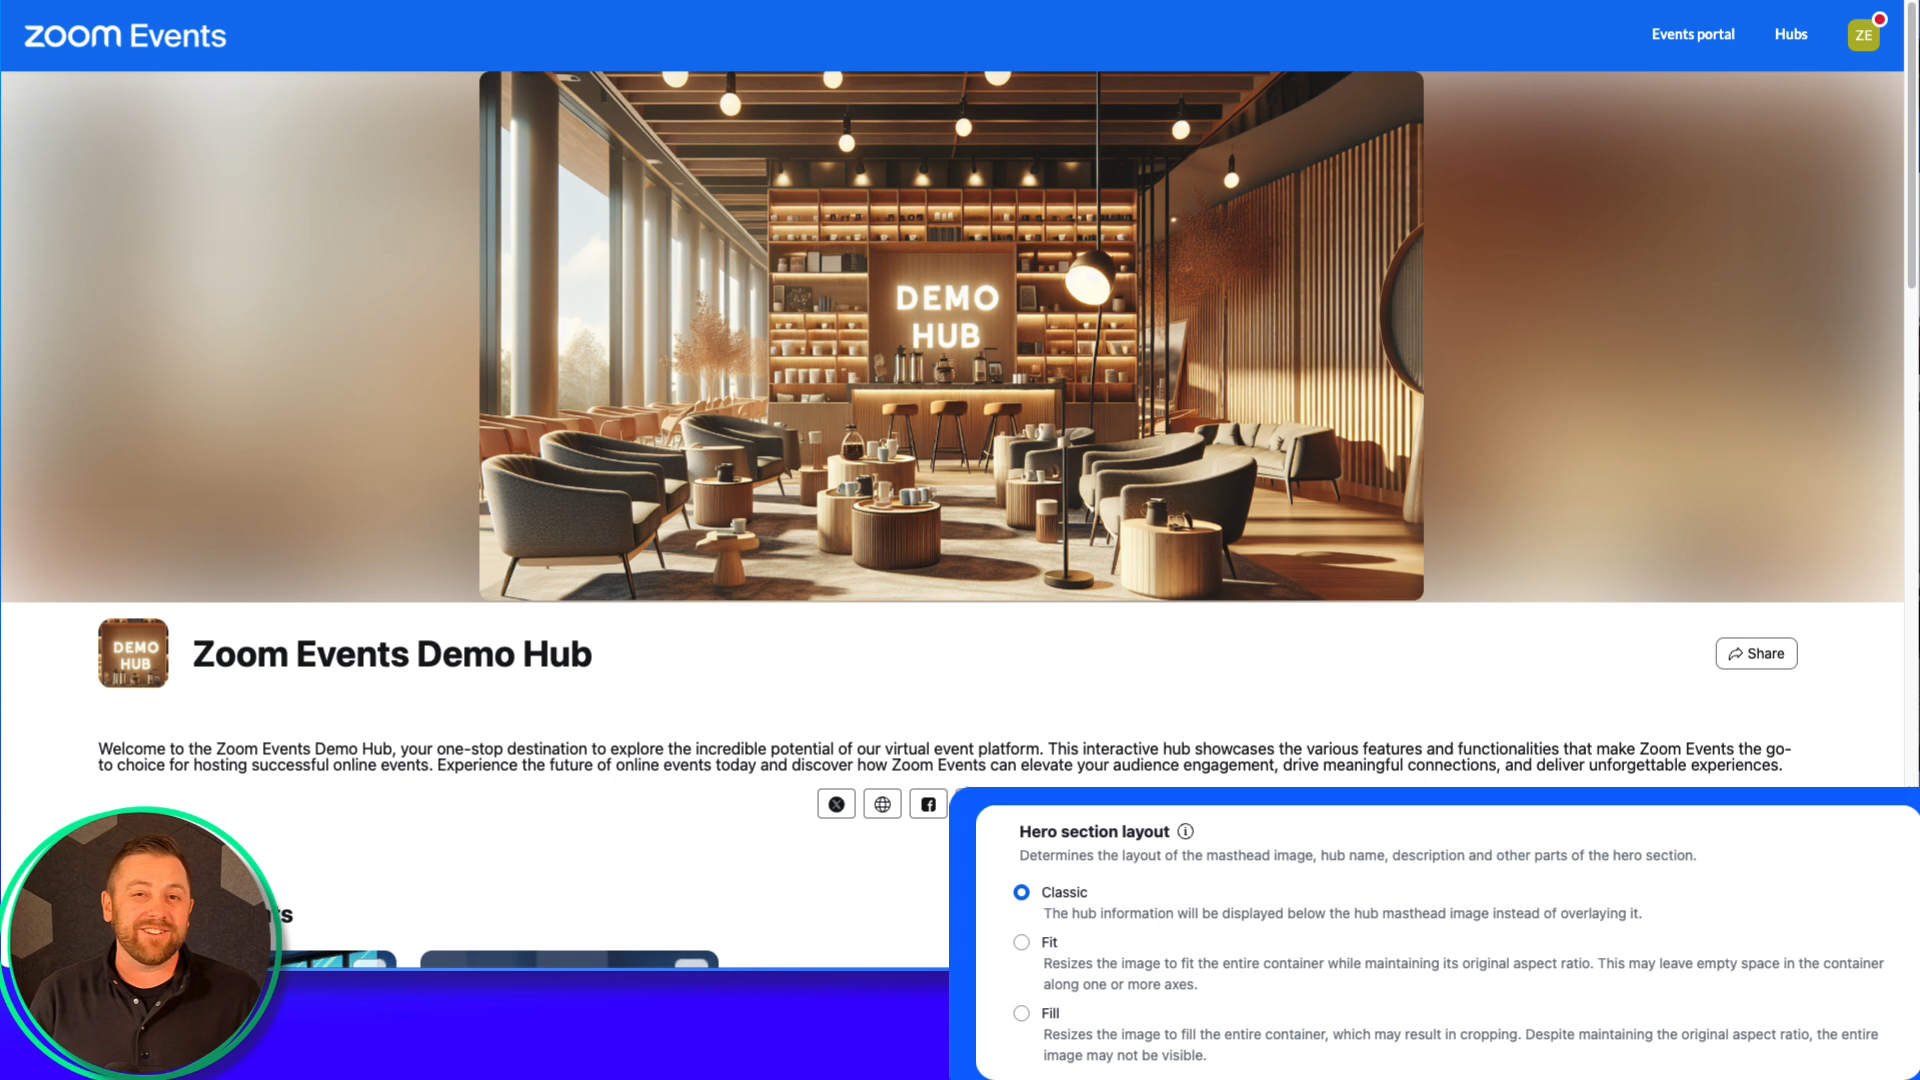 zoom Events
Events portal
Hubs
ZE
DEMO
HUB
DEMO
HUB
Zoom Events Demo Hub
Share
Welcome to the Zoom Events Demo Hub, your one-stop destination to explore the incredible potential of our virtual event platform. This interactive hub showcases the various features and functionalities that make Zoom Events the go-
to choice for hosting successful online events. Experience the future of online events today and discover how Zoom Events can elevate your audience engagement, drive meaningful connections, and deliver unforgettable experiences.
Hero section layout
Determines the layout of the masthead image, hub name, description and other parts of the hero section.
Classic
The hub information will be displayed below the hub masthead image instead of overlaying it.
Fit
Resizes the image to fit the entire container while maintaining its original aspect ratio. This may leave empty space in the container
along one or more axes.
Fill
Resizes the image to fill the entire container, which may result in cropping. Despite maintaining the original aspect ratio, the entire
image may not be visible.